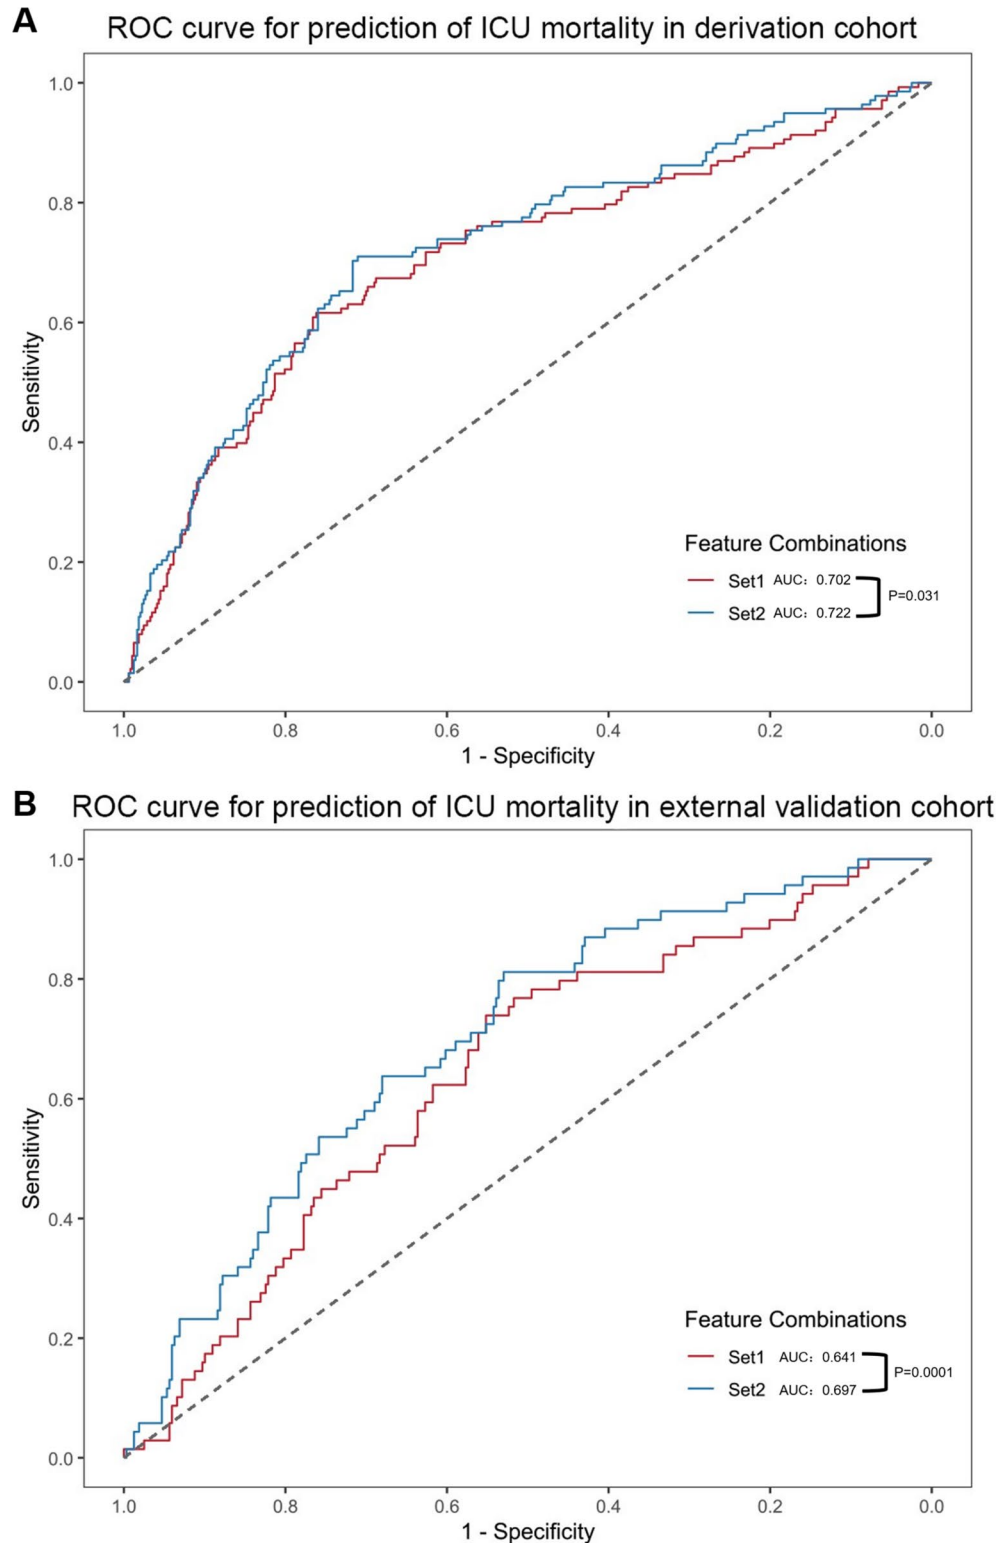 A
ROC curve for prediction of ICU mortality in derivation cohort
1.0
0.8
0.6
0.4
0.2
0.0
Sensitivity
Feature Combinations
Set1 AUC：0.702
Set2 AUC：0.722
P=0.031
1.0 0.8 0.6 0.4 0.2 0.0
1 - Specificity
B
ROC curve for prediction of ICU mortality in external validation cohort
1.0
0.8
0.6
0.4
0.2
0.0
Sensitivity
Feature Combinations
Set1 AUC：0.641
Set2 AUC：0.697
P=0.0001
1.0 0.8 0.6 0.4 0.2 0.0
1 - Specificity